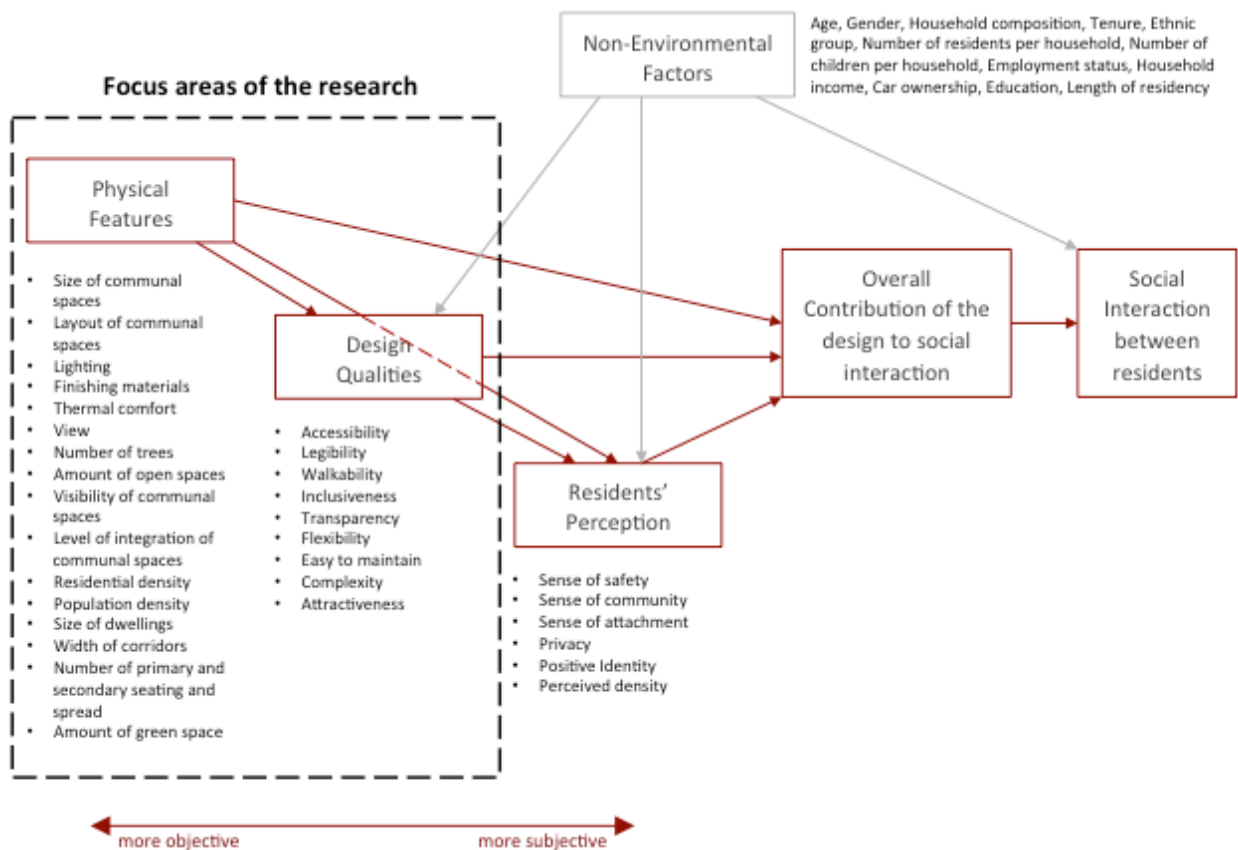 Non-Environmental
Factors
Age, Gender, Household composition, Tenure, Ethnic
group, Number of residents per household, Number of
children per household, Employment status, Household
income, Car ownership, Education, Length of residency
Focus areas of the research
Physical
Features
• Size of communal
spaces
• Layout of communal
spaces
• Lighting
• Finishing materials
• Thermal comfort
• View
• Number of trees
• Amount of open spaces
• Visibility of communal
spaces
• Level of integration of
communal spaces
• Residential density
• Population density
• Size of dwellings
• Width of corridors
• Number of primary and
secondary seating and
spread
• Amount of green space
Design
Qualities
• Accessibility
• Legibility
• Walkability
• Inclusiveness
• Transparency
• Flexibility
• Easy to maintain
• Complexity
• Attractiveness
Residents’
Perception
• Sense of safety
• Sense of community
• Sense of attachment
• Privacy
• Positive Identity
• Perceived density
Overall
Contribution of the
design to social
interaction
Social
Interaction
between
residents
more objective
more subjective